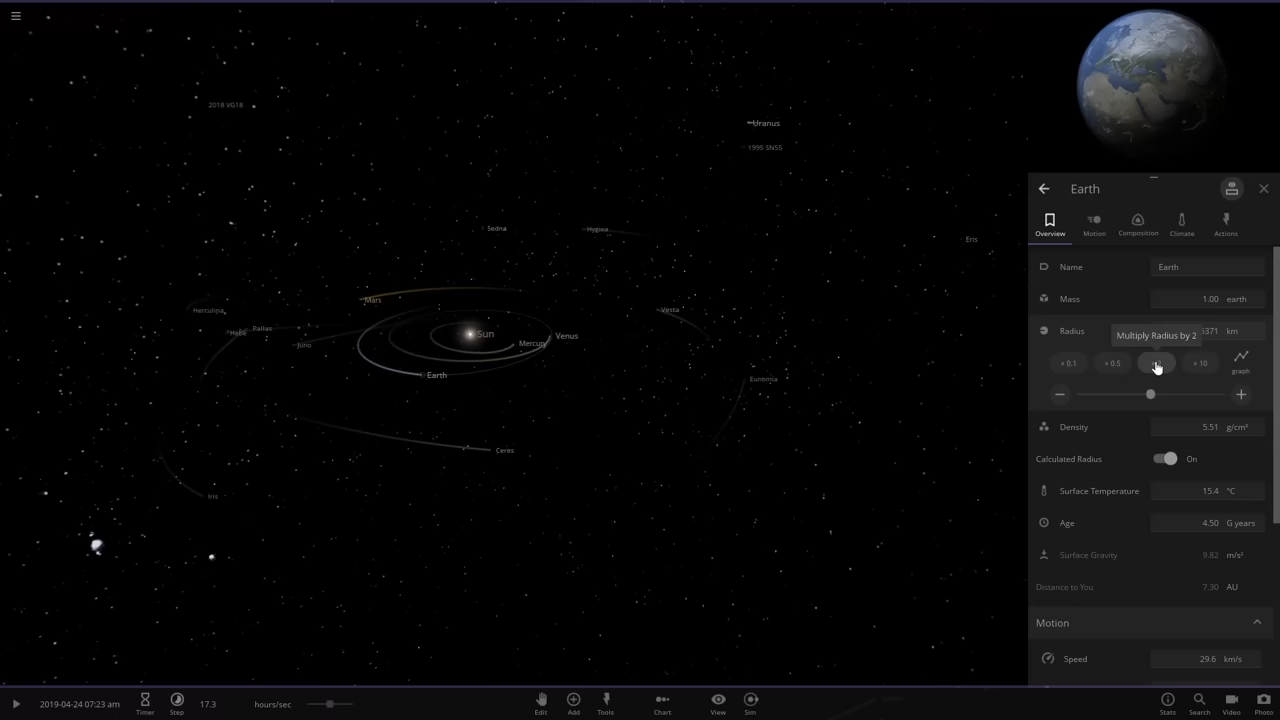 2018 VG18
Uranus
1995 SN55
Sedna
Hygiea
Eris
Mars
Herculina
Hebe
Pallas
Juno
Sun
Mercury
Venus
Vesta
Earth
Eunomia
Ceres
Iris
Earth
Overview
Motion
Composition
Climate
Actions
Name Earth
Mass 1.00 earth
Radius 6371 km
Multiply Radius by 2
× 0.1 × 0.5 × 10 graph
Density 5.51 g/cm³
Calculated Radius On
Surface Temperature 15.4 °C
Age 4.50 G years
Surface Gravity 9.82 m/s²
Distance to You 7.30 AU
Motion
Speed 29.6 km/s
2019-04-24 07:23 am Timer Step 17.3 hours/sec Edit Add Tools Chart View Sim Stats Search Video Photo